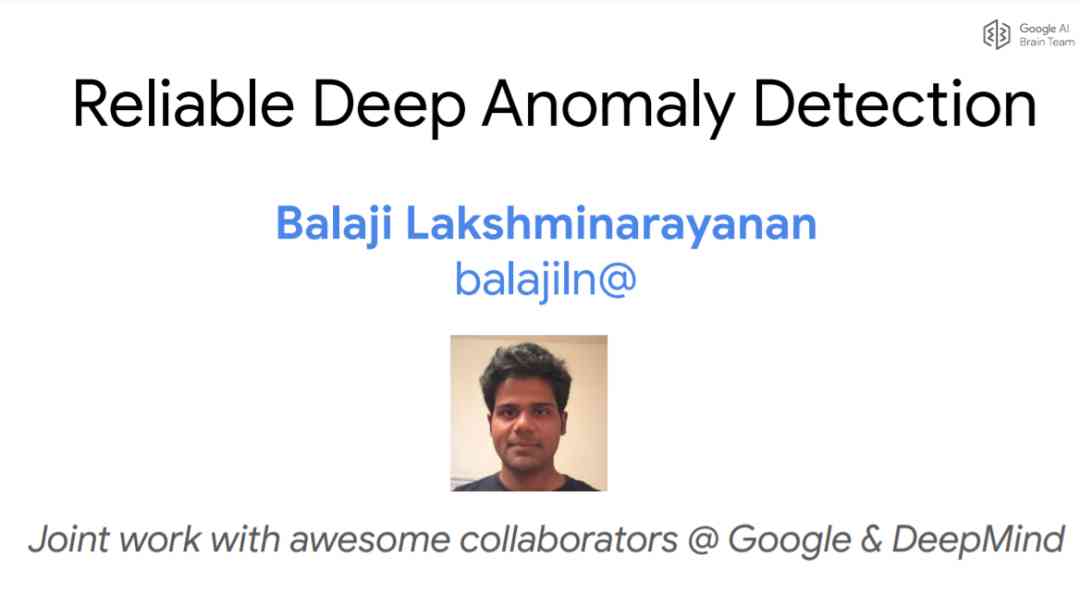 Google AI
Brain Team
Reliable Deep Anomaly Detection
Balaji Lakshminarayanan
balajiln@
Joint work with awesome collaborators @ Google & DeepMind